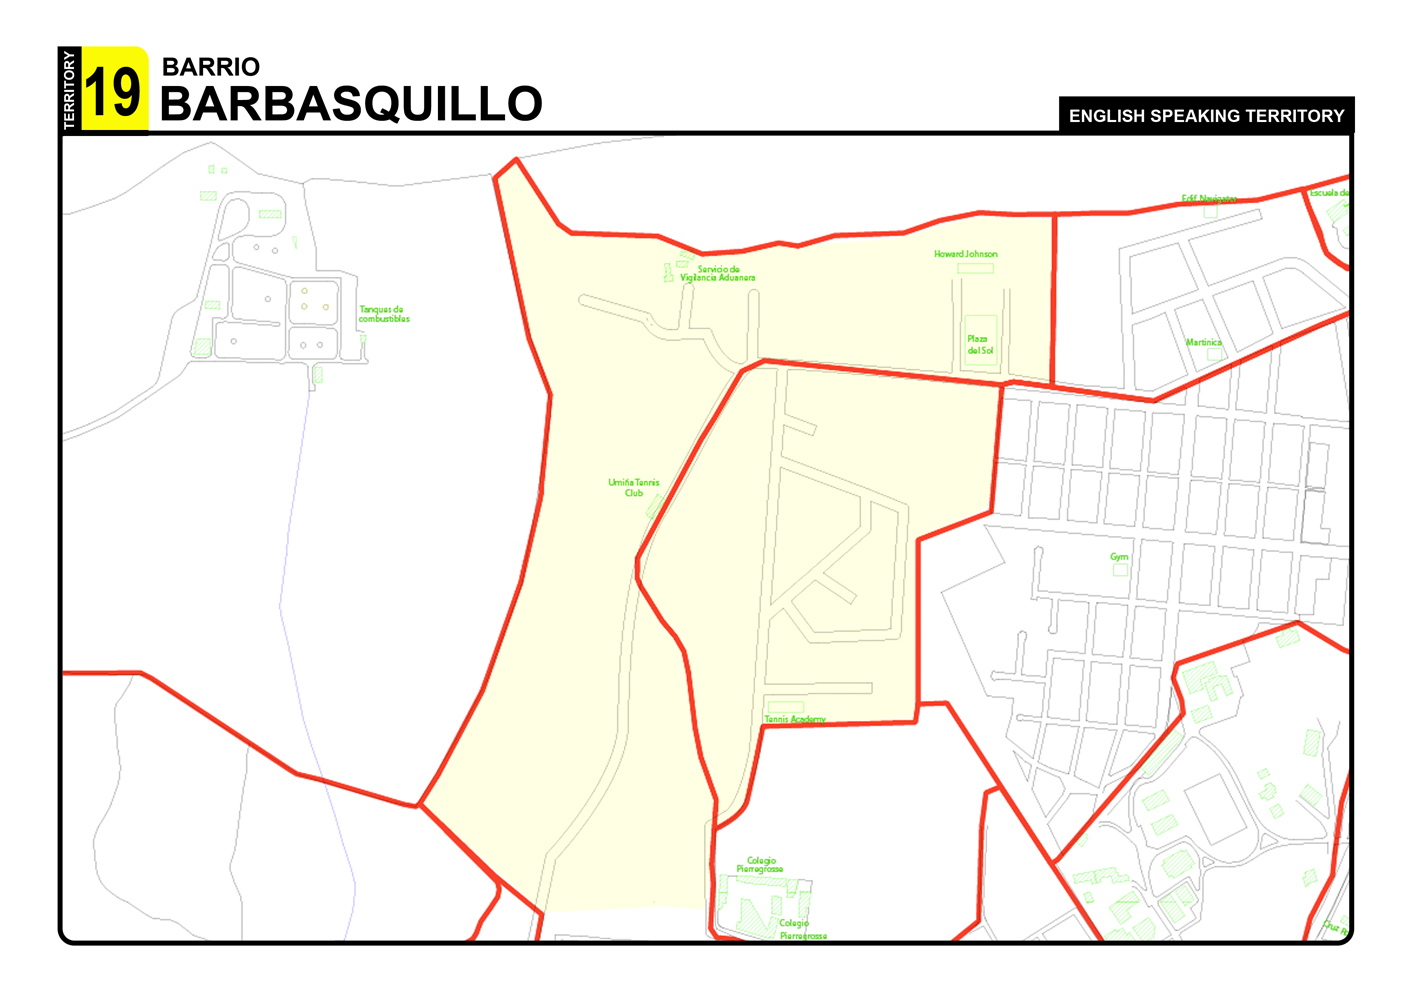 TERRITORY
19
BARRIO
BARBASQUILLO
ENGLISH SPEAKING TERRITORY
Edif. Navigator
Escuela de
Howard Johnson
Servicio de
Vigilancia Aduanera
Tanques de
combustibles
Plaza
del Sol
Martinica
Umiña Tennis
Club
Gym
Tennis Academy
Colegio
Pierregrosse
Colegio
Pierregrosse
Cruz R